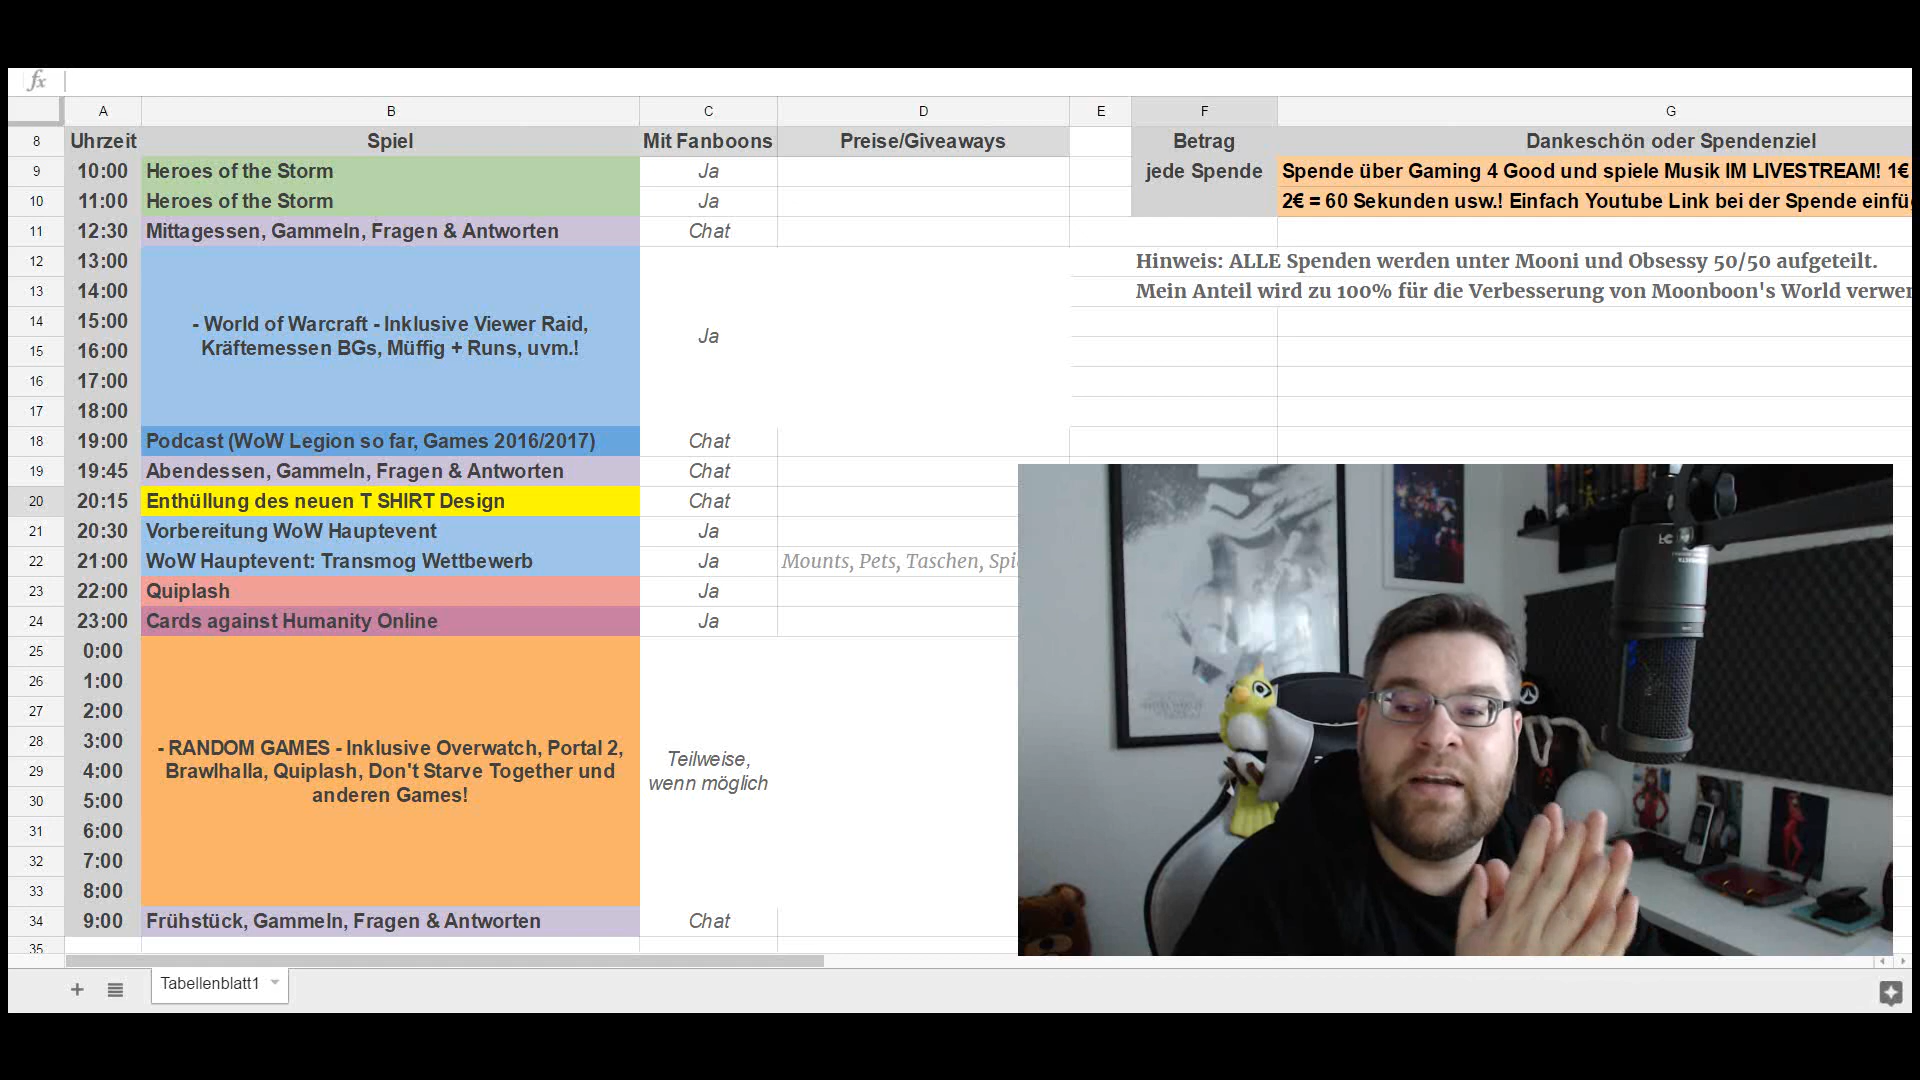 fx
A B C D E F G
8 Uhrzeit Spiel Mit Fanboons Preise/Giveaways Betrag Dankeschön oder Spendenziel
9 10:00 Heroes of the Storm Ja jede Spende Spende über Gaming 4 Good und spiele Musik IM LIVESTREAM! 1€
10 11:00 Heroes of the Storm Ja 2€ = 60 Sekunden usw.! Einfach Youtube Link bei der Spende einfü
11 12:30 Mittagessen, Gammeln, Fragen & Antworten Chat
12 13:00 Hinweis: ALLE Spenden werden unter Mooni und Obsessy 50/50 aufgeteilt.
13 14:00 Mein Anteil wird zu 100% für die Verbesserung von Moonboon's World verwer
14 15:00 - World of Warcraft - Inklusive Viewer Raid,
Ja
15 16:00 Kräftemessen BGs, Müffig + Runs, uvm.!
16 17:00
17 18:00
18 19:00 Podcast (WoW Legion so far, Games 2016/2017) Chat
19 19:45 Abendessen, Gammeln, Fragen & Antworten Chat
20 20:15 Enthüllung des neuen T SHIRT Design Chat
21 20:30 Vorbereitung WoW Hauptevent Ja
22 21:00 WoW Hauptevent: Transmog Wettbewerb Ja Mounts, Pets, Taschen, Spi
23 22:00 Quiplash Ja
24 23:00 Cards against Humanity Online Ja
25 0:00
26 1:00
27 2:00
28 3:00 - RANDOM GAMES - Inklusive Overwatch, Portal 2, Teilweise,
29 4:00 Brawlhalla, Quiplash, Don't Starve Together und wenn möglich
30 5:00 anderen Games!
31 6:00
32 7:00
33 8:00
34 9:00 Frühstück, Gammeln, Fragen & Antworten Chat
35
+ Tabellenblatt1